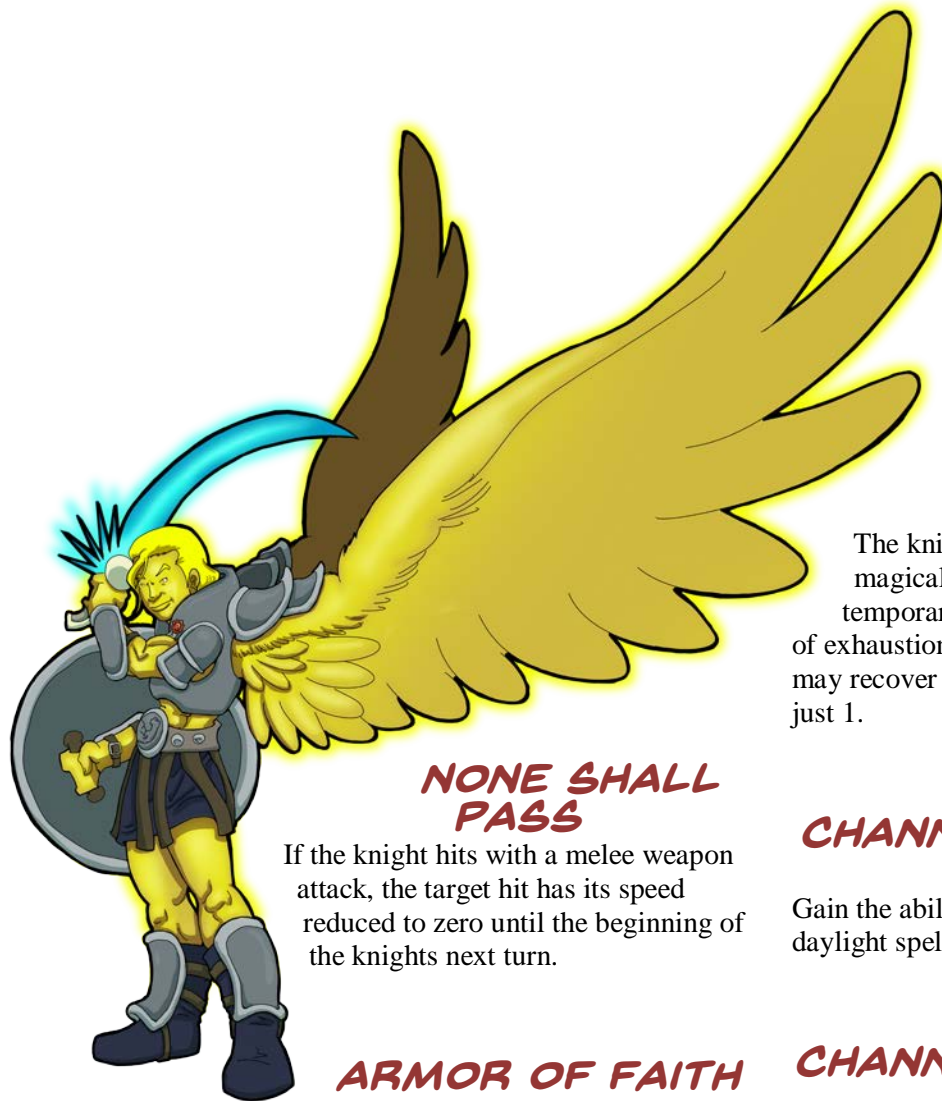 NONE SHALL
PASS
If the knight hits with a melee weapon
attack, the target hit has its speed
reduced to zero until the beginning of
the knights next turn.
ARMOR OF FAITH
The kni
magical
temporar
of exhaustion
may recover
just 1.
CHANN
Gain the abil
daylight spel
CHANN